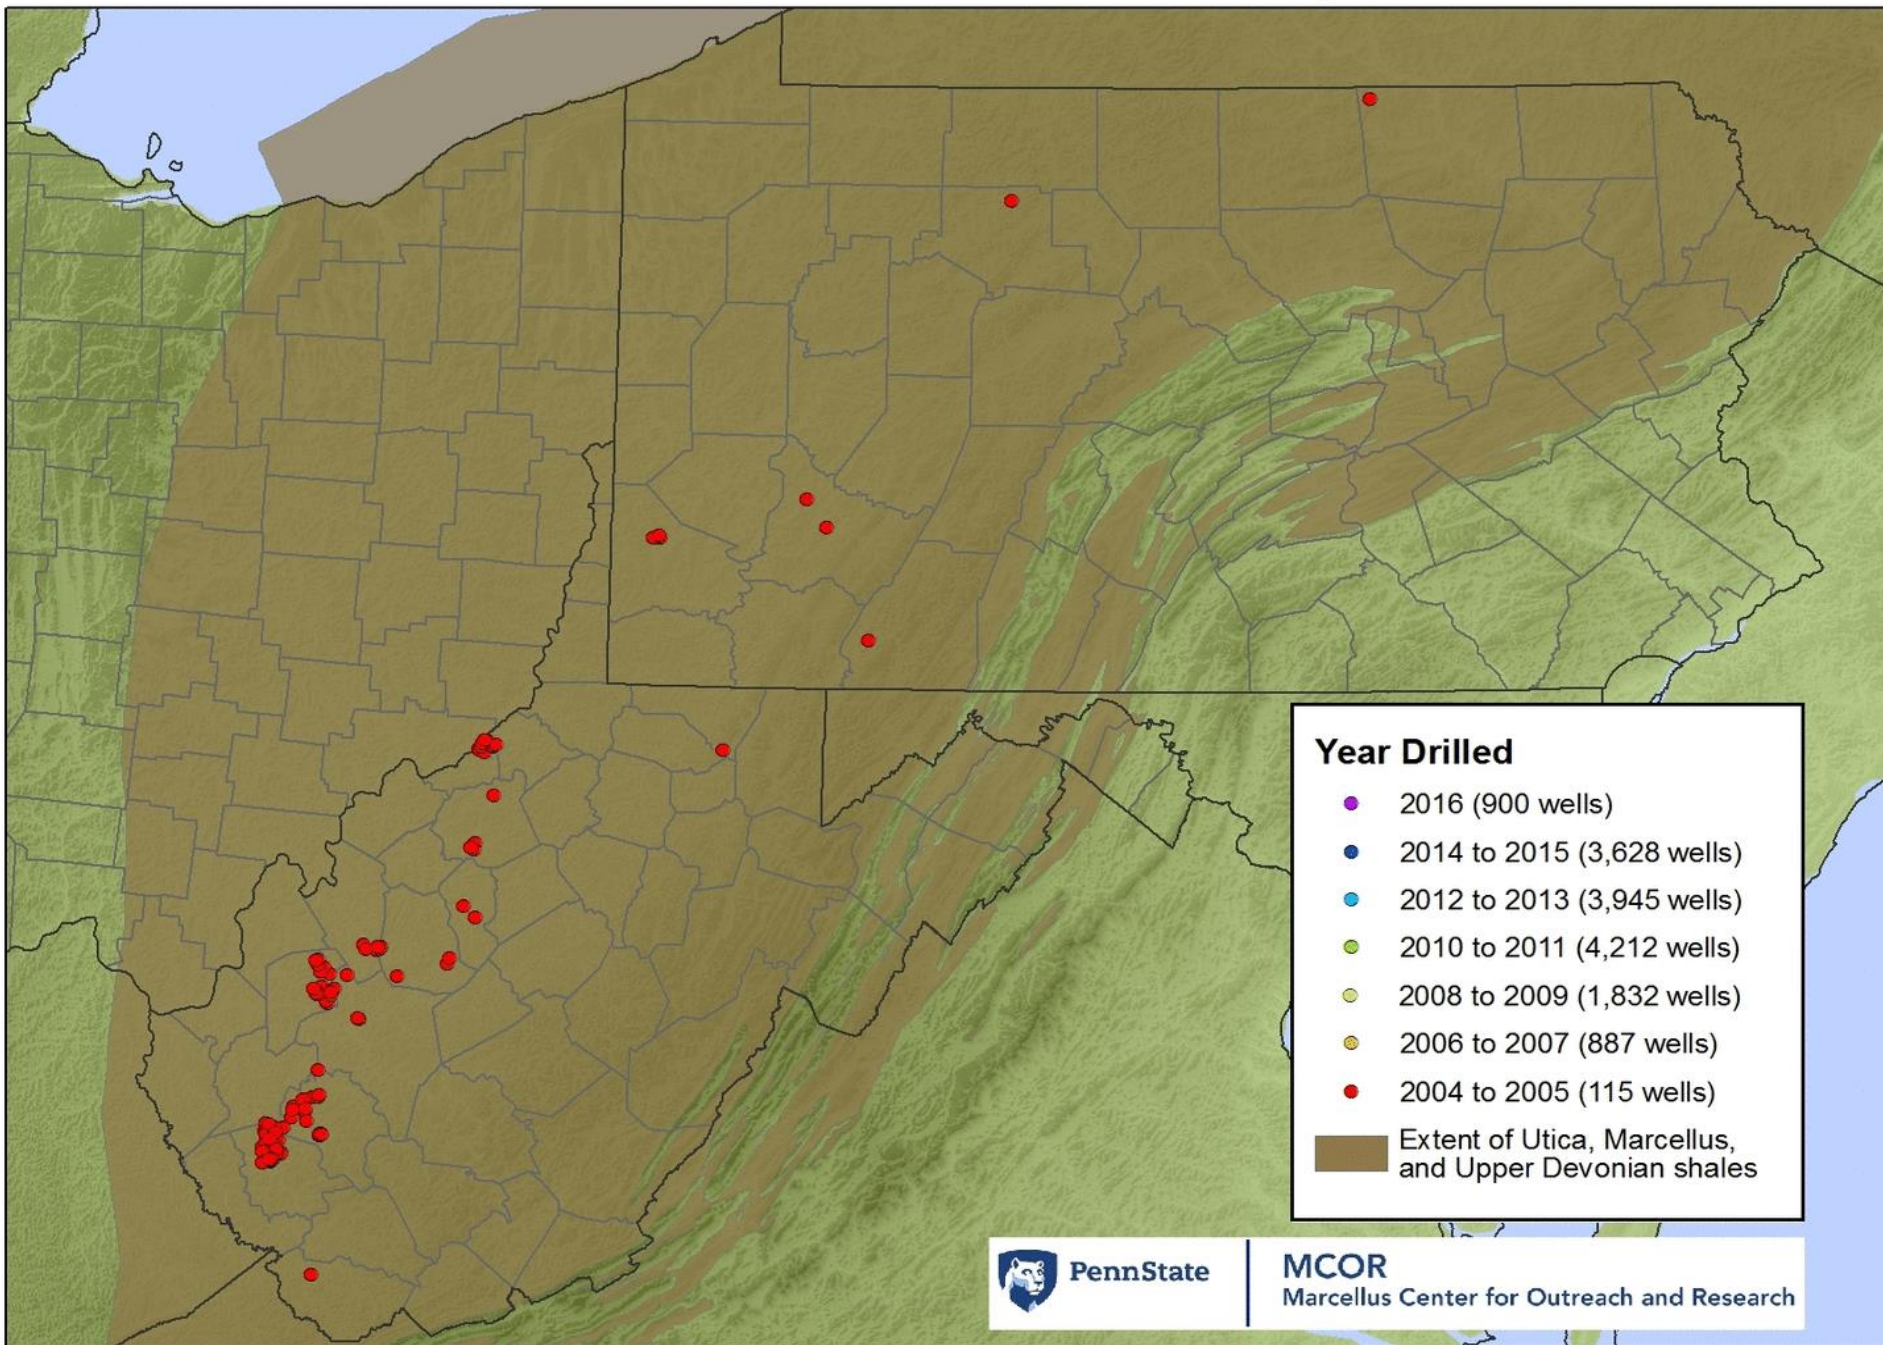 Year Drilled
2016 (900 wells)
2014 to 2015 (3,628 wells)
2012 to 2013 (3,945 wells)
2010 to 2011 (4,212 wells)
2008 to 2009 (1,832 wells)
2006 to 2007 (887 wells)
2004 to 2005 (115 wells)
Extent of Utica, Marcellus,
and Upper Devonian shales
PennState
MCOR
Marcellus Center for Outreach and Research